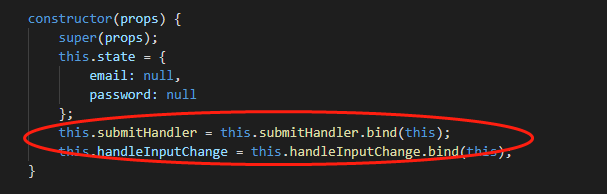 constructor(props) {
super(props);
this.state = {
email: null,
password: null
};
this.submitHandler = this.submitHandler.bind(this);
this.handleInputChange = this.handleInputChange.bind(this);
}